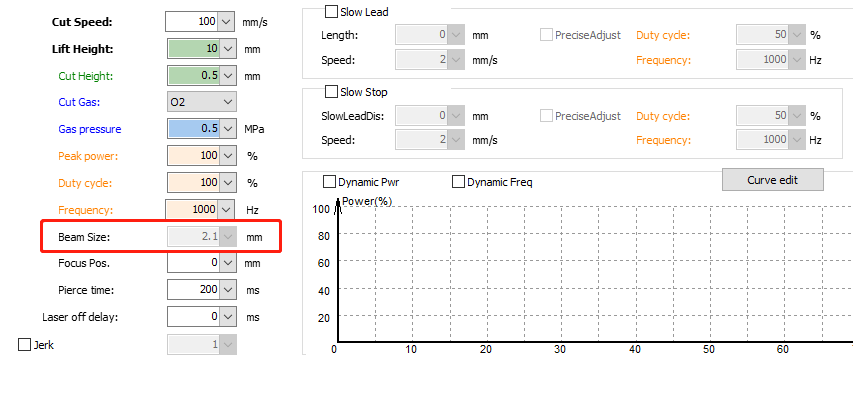 Cut Speed: 100 mm/s
Lift Height: 10 mm
Cut Height: 0.5 mm
Cut Gas: O2
Gas pressure 0.5 MPa
Peak power: 100 %
Duty cycle: 100 %
Frequency: 1000 Hz
Beam Size: 2.1 mm
Focus Pos. 0 mm
Pierce time: 200 ms
Laser off delay: 0 ms
Jerk 1
Slow Lead
Length: 0 mm PreciseAdjust Duty cycle: 50 %
Speed: 2 mm/s Frequency: 1000 Hz
Slow Stop
SlowLeadDis: 0 mm PreciseAdjust Duty cycle: 50 %
Speed: 2 mm/s Frequency: 1000 Hz
Dynamic Pwr Dynamic Freq Curve edit
Power(%)
100
80
60
40
20
0 10 20 30 40 50 60